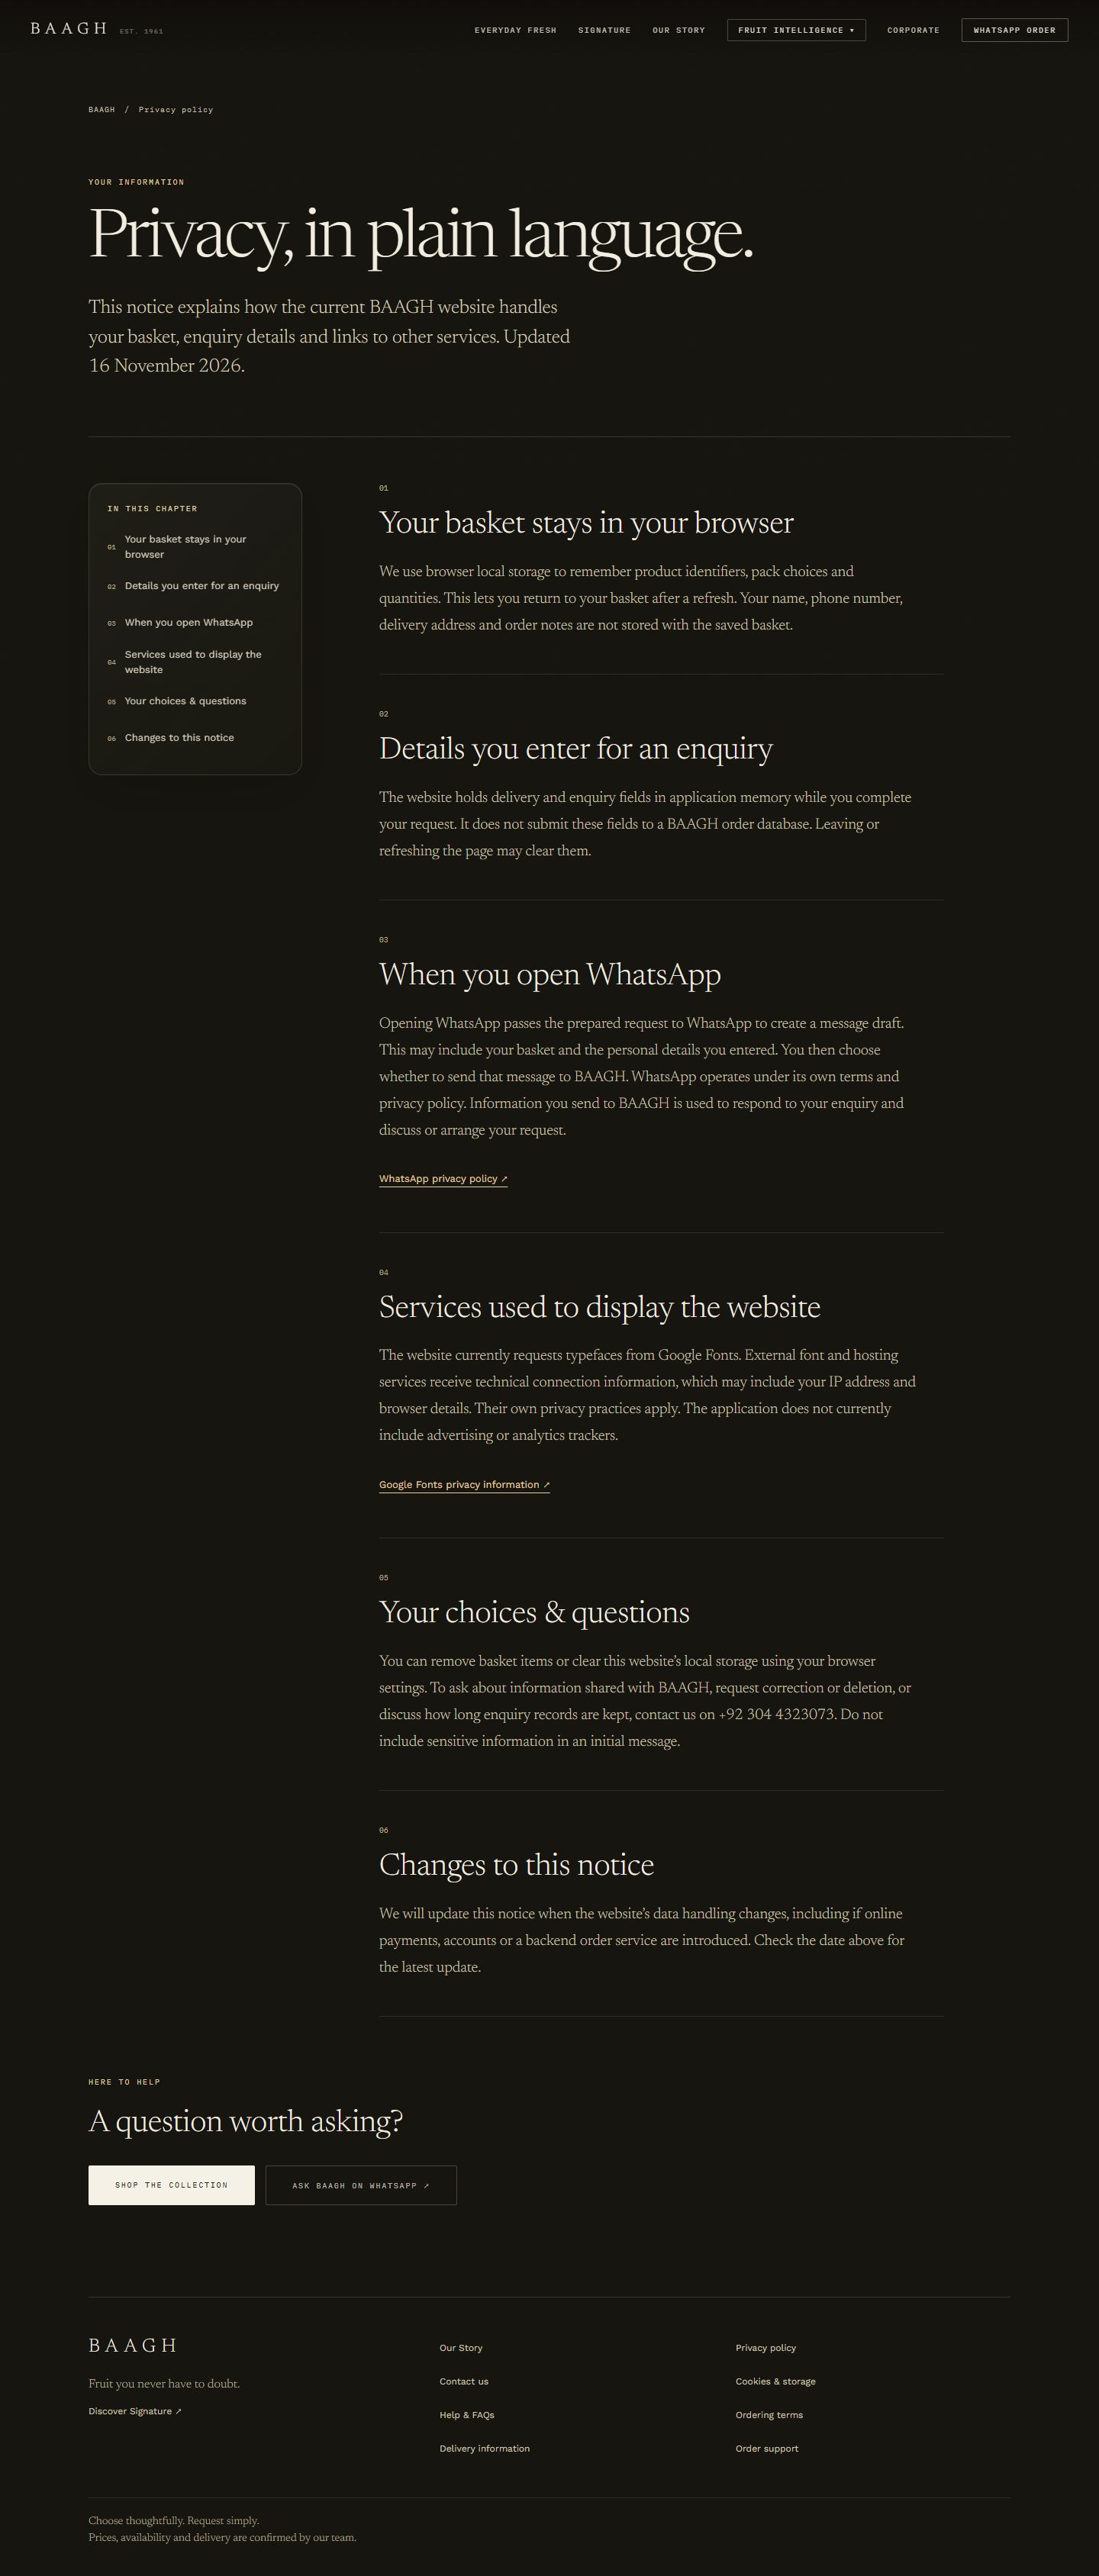 BAAGH EST. 1961
EVERYDAY FRESH SIGNATURE OUR STORY FRUIT INTELLIGENCE ▾ CORPORATE WHATSAPP ORDER
BAAGH / Privacy policy
YOUR INFORMATION
Privacy, in plain language.
This notice explains how the current BAAGH website handles
your basket, enquiry details and links to other services. Updated
16 November 2026.
IN THIS CHAPTER
01 Your basket stays in your
browser
02 Details you enter for an enquiry
03 When you open WhatsApp
04 Services used to display the
website
05 Your choices & questions
06 Changes to this notice
01
Your basket stays in your browser
We use browser local storage to remember product identifiers, pack choices and
quantities. This lets you return to your basket after a refresh. Your name, phone number,
delivery address and order notes are not stored with the saved basket.
02
Details you enter for an enquiry
The website holds delivery and enquiry fields in application memory while you complete
your request. It does not submit these fields to a BAAGH order database. Leaving or
refreshing the page may clear them.
03
When you open WhatsApp
Opening WhatsApp passes the prepared request to WhatsApp to create a message draft.
This may include your basket and the personal details you entered. You then choose
whether to send that message to BAAGH. WhatsApp operates under its own terms and
privacy policy. Information you send to BAAGH is used to respond to your enquiry and
discuss or arrange your request.
WhatsApp privacy policy ↗
04
Services used to display the website
The website currently requests typefaces from Google Fonts. External font and hosting
services receive technical connection information, which may include your IP address and
browser details. Their own privacy practices apply. The application does not currently
include advertising or analytics trackers.
Google Fonts privacy information ↗
05
Your choices & questions
You can remove basket items or clear this website's local storage using your browser
settings. To ask about information shared with BAAGH, request correction or deletion, or
discuss how long enquiry records are kept, contact us on +92 304 4323073. Do not
include sensitive information in an initial message.
06
Changes to this notice
We will update this notice when the website's data handling changes, including if online
payments, accounts or a backend order service are introduced. Check the date above for
the latest update.
HERE TO HELP
A question worth asking?
SHOP THE COLLECTION
ASK BAAGH ON WHATSAPP ↗
BAAGH
Fruit you never have to doubt.
Discover Signature ↗
Our Story
Contact us
Help & FAQs
Delivery information
Privacy policy
Cookies & storage
Ordering terms
Order support
Choose thoughtfully. Request simply.
Prices, availability and delivery are confirmed by our team.